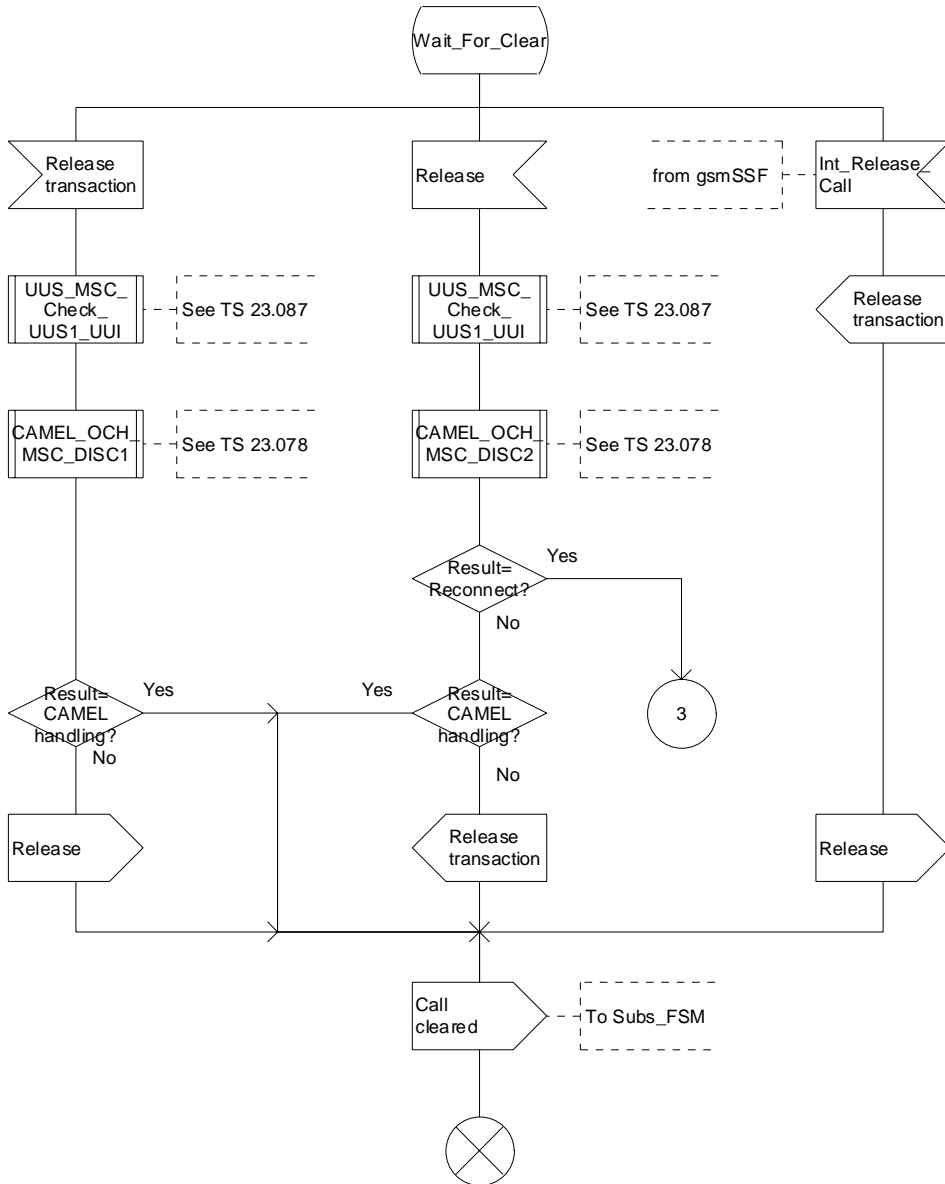 Wait_For_Clear
Release
transaction
Release
from gsmSSF
Int_Release_
Call
UUS_MSC_
Check_
UUS1_UUI
See TS 23.087
UUS_MSC_
Check_
UUS1_UUI
See TS 23.087
Release
transaction
CAMEL_OCH_
MSC_DISC1
See TS 23.078
CAMEL_OCH_
MSC_DISC2
See TS 23.078
Result=
Reconnect?
Yes
No
Result=
CAMEL
handling?
Yes
No
Yes
Result=
CAMEL
handling?
No
3
Release
Release
transaction
Release
Call
cleared
To Subs_FSM